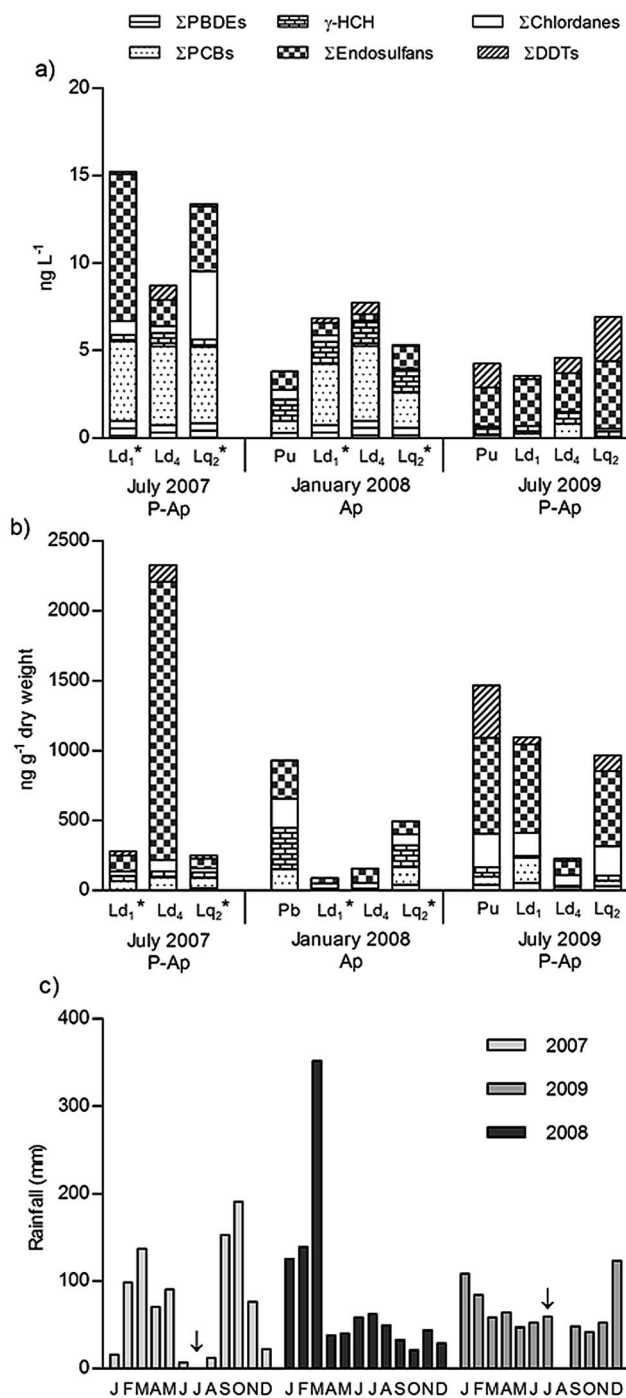 ΣPBDEs γ-HCH ΣChlordanes
ΣPCBs ΣEndosulfans ΣDDTs
a)
20
15
10
5
0
ng L⁻¹
Ld₁* Ld₄ Lq₂* Pu Ld₁* Ld₄ Lq₂* Pu Ld₁ Ld₄ Lq₂
July 2007 January 2008 July 2009
P-Ap Ap P-Ap
b)
2500
2000
1500
1000
500
0
ng g⁻¹ dry weight
Ld₁* Ld₄ Lq₂* Pb Ld₁* Ld₄ Lq₂* Pu Ld₁ Ld₄ Lq₂
July 2007 January 2008 July 2009
P-Ap Ap P-Ap
c)
400
300
200
100
0
Rainfall (mm)
2007
2009
2008
J F M A M J J A S O N D J F M A M J J A S O N D J F M A M J J A S O N D